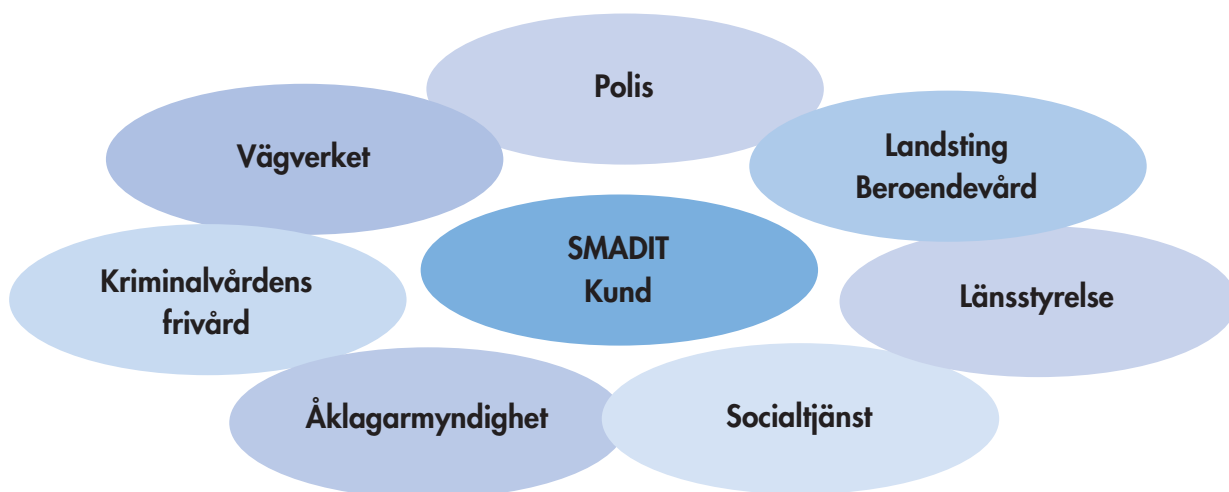 Polis
Vägverket
Landsting
Beroendevård
SMADIT
Kund
Kriminalvårdens
frivård
Länsstyrelse
Åklagarmyndighet
Socialtjänst